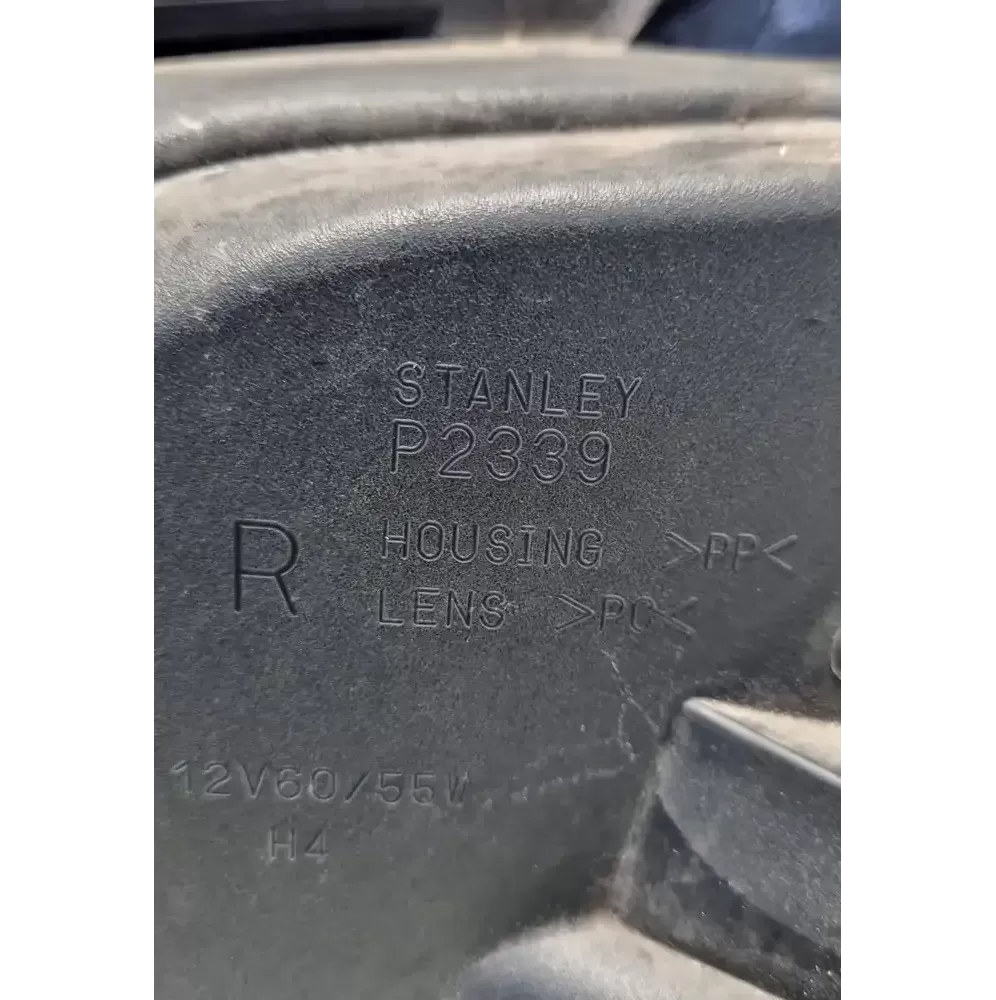 STANLEY
P2339
R
HOUSING >PP<
LENS >PC<
12V60/55W
H4